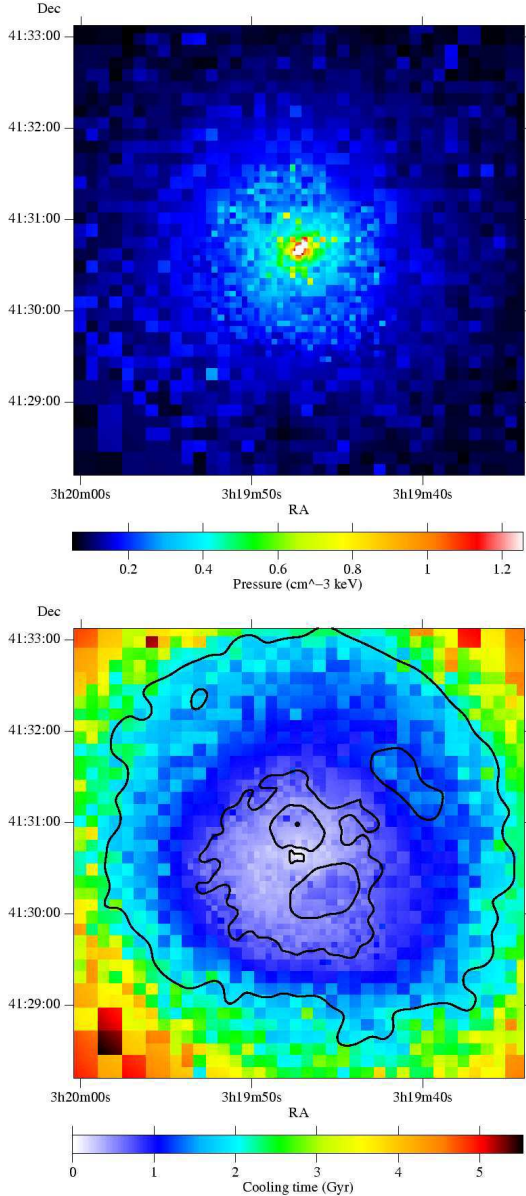 Dec
41:33:00
41:32:00
41:31:00
41:30:00
41:29:00
3h20m00s 3h19m50s 3h19m40s
RA
0.2 0.4 0.6 0.8 1 1.2
Pressure (cm^−3 keV)
Dec
41:33:00
41:32:00
41:31:00
41:30:00
41:29:00
3h20m00s 3h19m50s 3h19m40s
RA
0 1 2 3 4 5
Cooling time (Gyr)